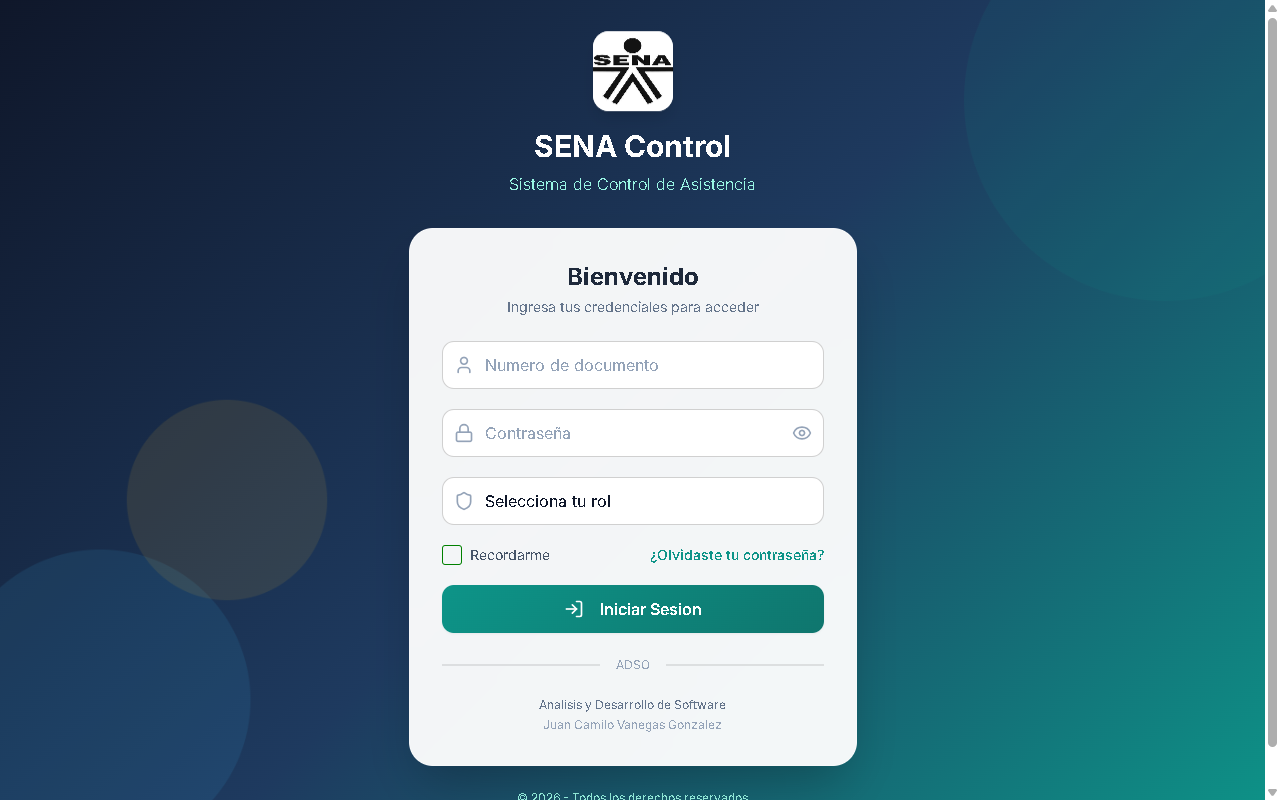 SENA
SENA Control
Sistema de Control de Asistencia
Bienvenido
Ingresa tus credenciales para acceder
Numero de documento
Contraseña
Selecciona tu rol
Recordarme
¿Olvidaste tu contraseña?
Iniciar Sesion
ADSO
Analisis y Desarrollo de Software
Juan Camilo Vanegas Gonzalez
© 2026 - Todos los derechos reservados